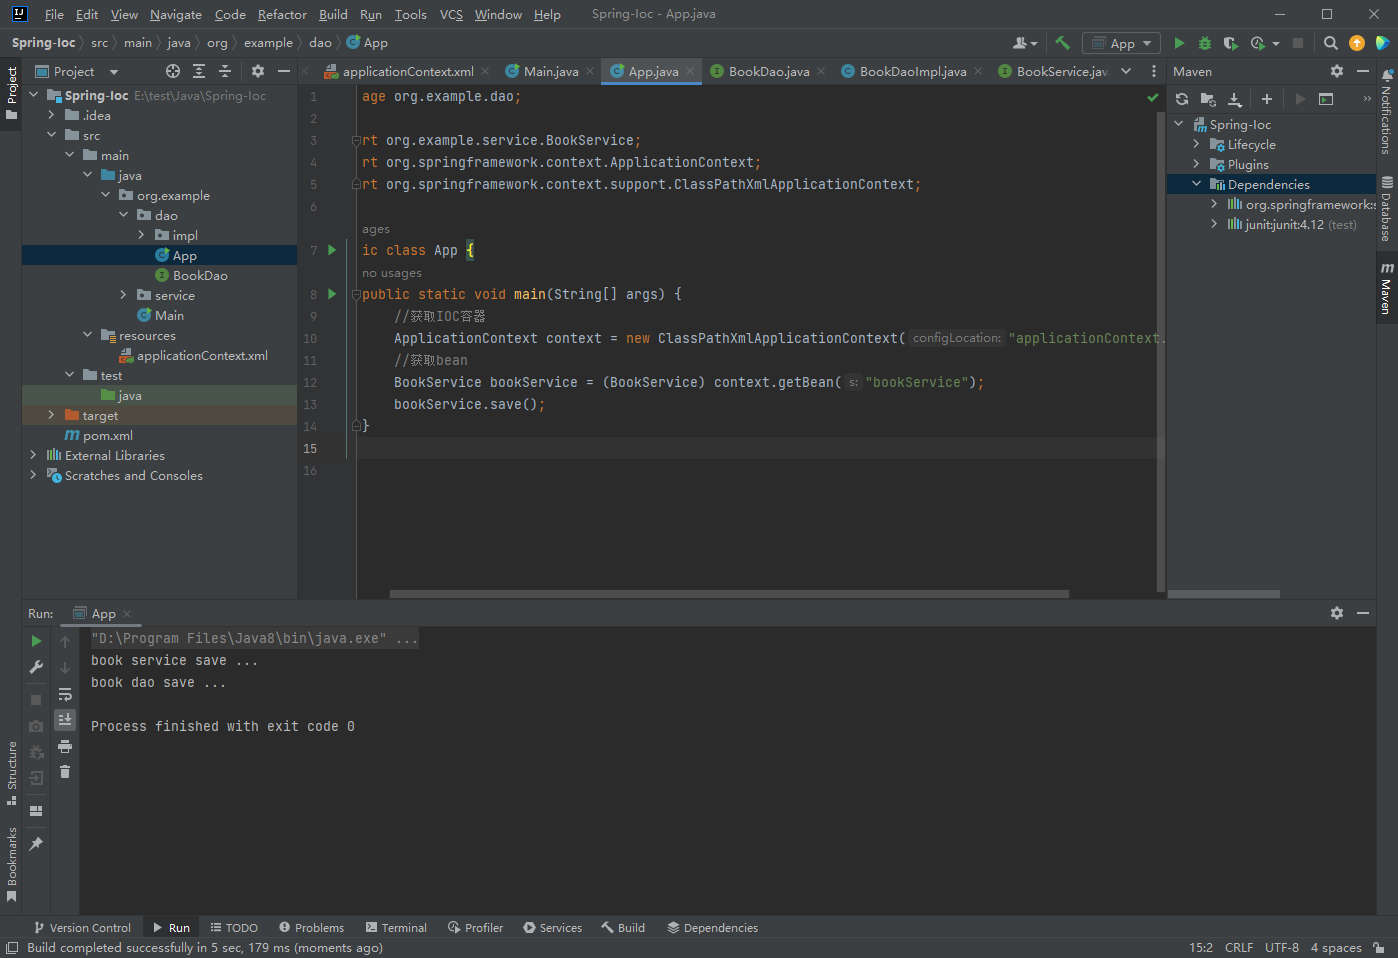 File Edit View Navigate Code Refactor Build Run Tools VCS Window Help Spring-Ioc - App.java
Spring-Ioc src main java org example dao App
App
Project
Project
applicationContext.xml Main.java App.java BookDao.java BookDaoImpl.java BookService.jav
Maven
Spring-Ioc E:\test\Java\Spring-Ioc
.idea
src
main
java
org.example
dao
impl
App
BookDao
service
Main
resources
applicationContext.xml
test
java
target
pom.xml
External Libraries
Scratches and Consoles
1 age org.example.dao;
2
3 rt org.example.service.BookService;
4 rt org.springframework.context.ApplicationContext;
5 rt org.springframework.context.support.ClassPathXmlApplicationContext;
6
ages
7 ic class App {
no usages
8 public static void main(String[] args) {
9 //获取IOC容器
10 ApplicationContext context = new ClassPathXmlApplicationContext( configLocation: "applicationContext.
11 //获取bean
12 BookService bookService = (BookService) context.getBean( s: "bookService");
13 bookService.save();
14 }
15
16
Spring-Ioc
Lifecycle
Plugins
Dependencies
org.springframework:s
junit:junit:4.12 (test)
Notifications
Database
Maven
Run: App
"D:\Program Files\Java8\bin\java.exe" ...
book service save ...
book dao save ...
Process finished with exit code 0
Structure
Bookmarks
Version Control Run TODO Problems Terminal Profiler Services Build Dependencies
Build completed successfully in 5 sec, 179 ms (moments ago) 15:2 CRLF UTF-8 4 spaces